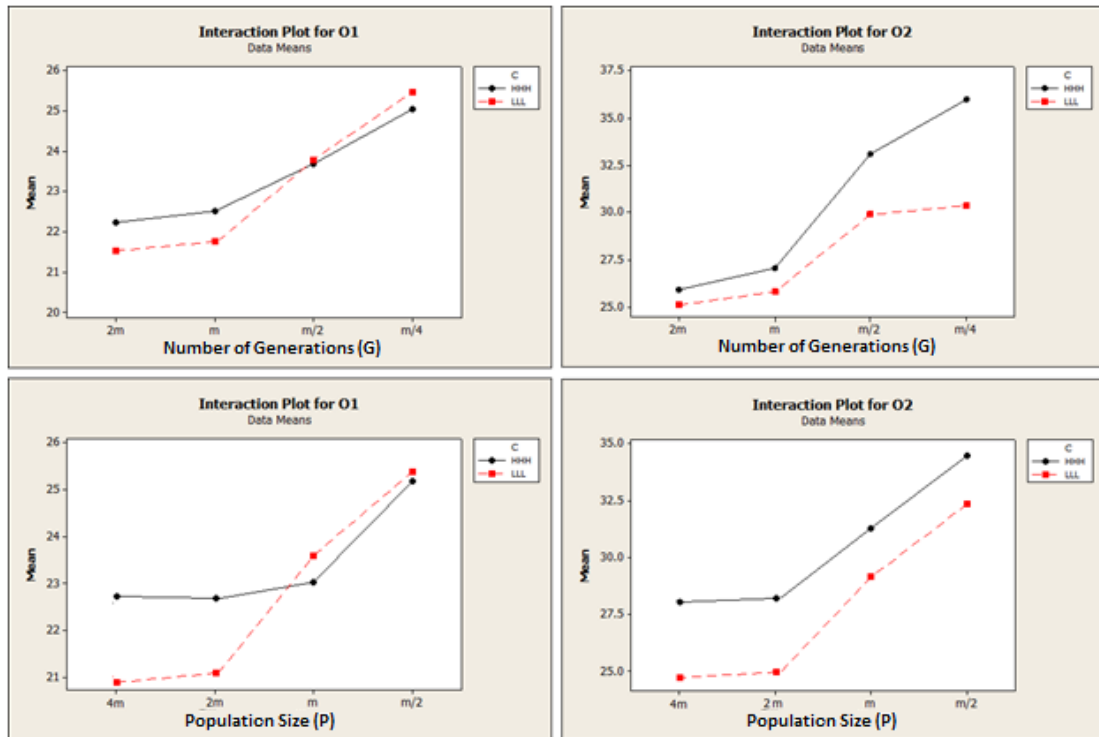 Interaction Plot for O1
Data Means
Mean
26
25
24
23
22
21
20
2m
m
m/2
m/4
Number of Generations (G)
C
HHH
LLL
Interaction Plot for O2
Data Means
Mean
37.5
35.0
32.5
30.0
27.5
25.0
2m
m
m/2
m/4
Number of Generations (G)
C
HHH
LLL
Interaction Plot for O1
Data Means
Mean
26
25
24
23
22
21
4m
2m
m
m/2
Population Size (P)
C
HHH
LLL
Interaction Plot for O2
Data Means
Mean
35.0
32.5
30.0
27.5
25.0
4m
2m
m
m/2
Population Size (P)
C
HHH
LLL